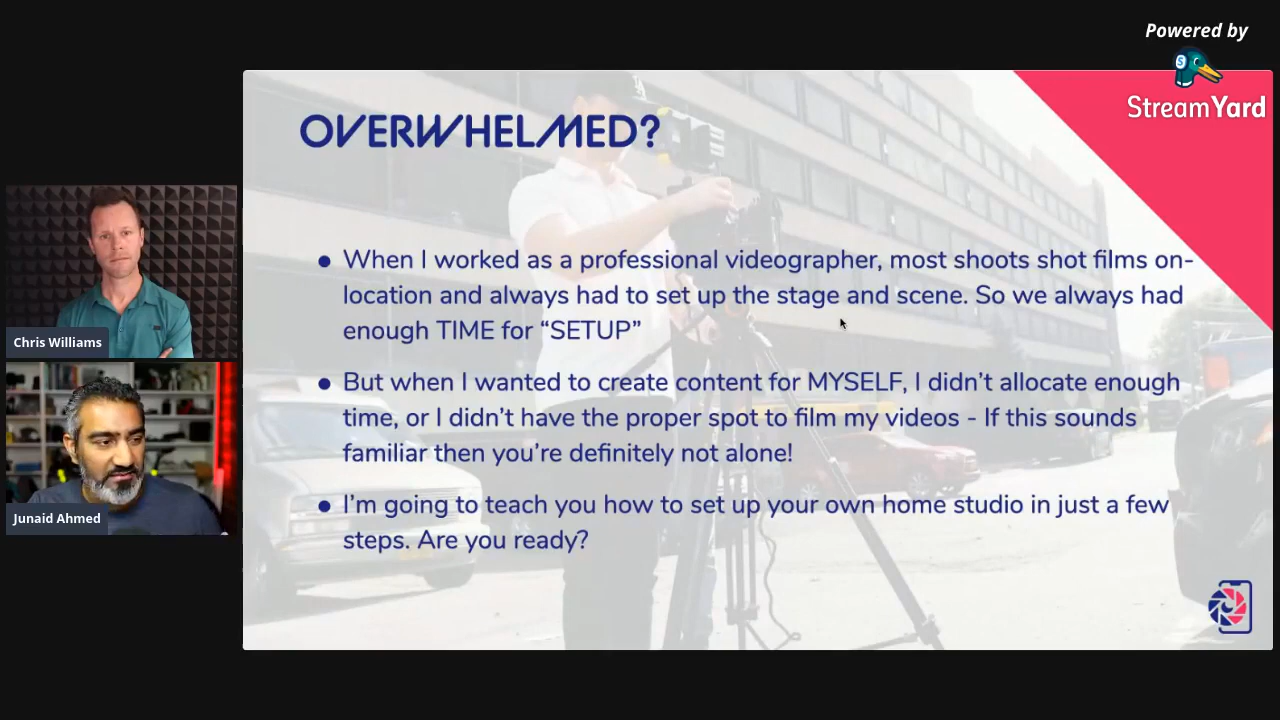 Powered by
StreamYard
OVERWHELMED?
● When I worked as a professional videographer, most shoots shot films on-
location and always had to set up the stage and scene. So we always had
enough TIME for “SETUP”
● But when I wanted to create content for MYSELF, I didn’t allocate enough
time, or I didn’t have the proper spot to film my videos - If this sounds
familiar then you’re definitely not alone!
● I’m going to teach you how to set up your own home studio in just a few
steps. Are you ready?
Chris Williams
Junaid Ahmed